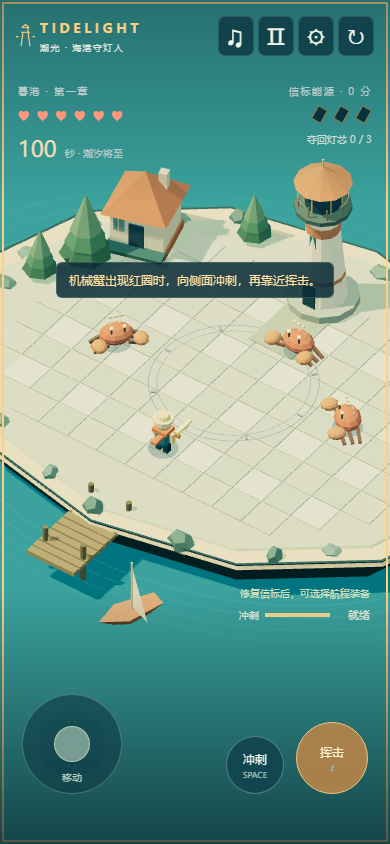 TIDELIGHT
潮光 · 海港守灯人
暮港 · 第一章
信标能源 · 0 分
夺回灯芯 0 / 3
100 秒 · 潮汐将至
机械蟹出现红圈时，向侧面冲刺，再靠近挥击。
修复信标后，可选择航程装备
冲刺 就绪
移动
冲刺
SPACE
挥击
J